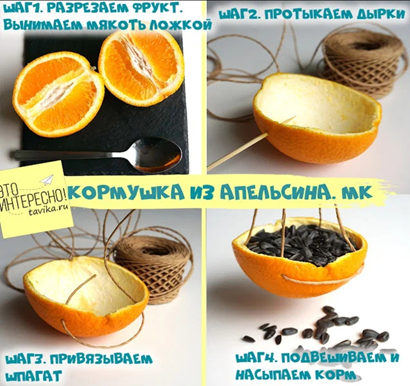 ШАГ1. РАЗРЕЗАЕМ ФРУКТ.
ВЫНИМАЕМ МЯКОТЬ ЛОЖКОЙ
ШАГ2. ПРОТЫКАЕМ ДЫРКИ
ЭТО
ИНТЕРЕСНО!
tavika.ru
КОРМУШКА ИЗ АПЕЛЬСИНА. МК
ШАГ3. ПРИВЯЗЫВАЕМ
ШПАГАТ
ШАГ4. ПОДВЕШИВАЕМ И
НАСЫПАЕМ КОРМ